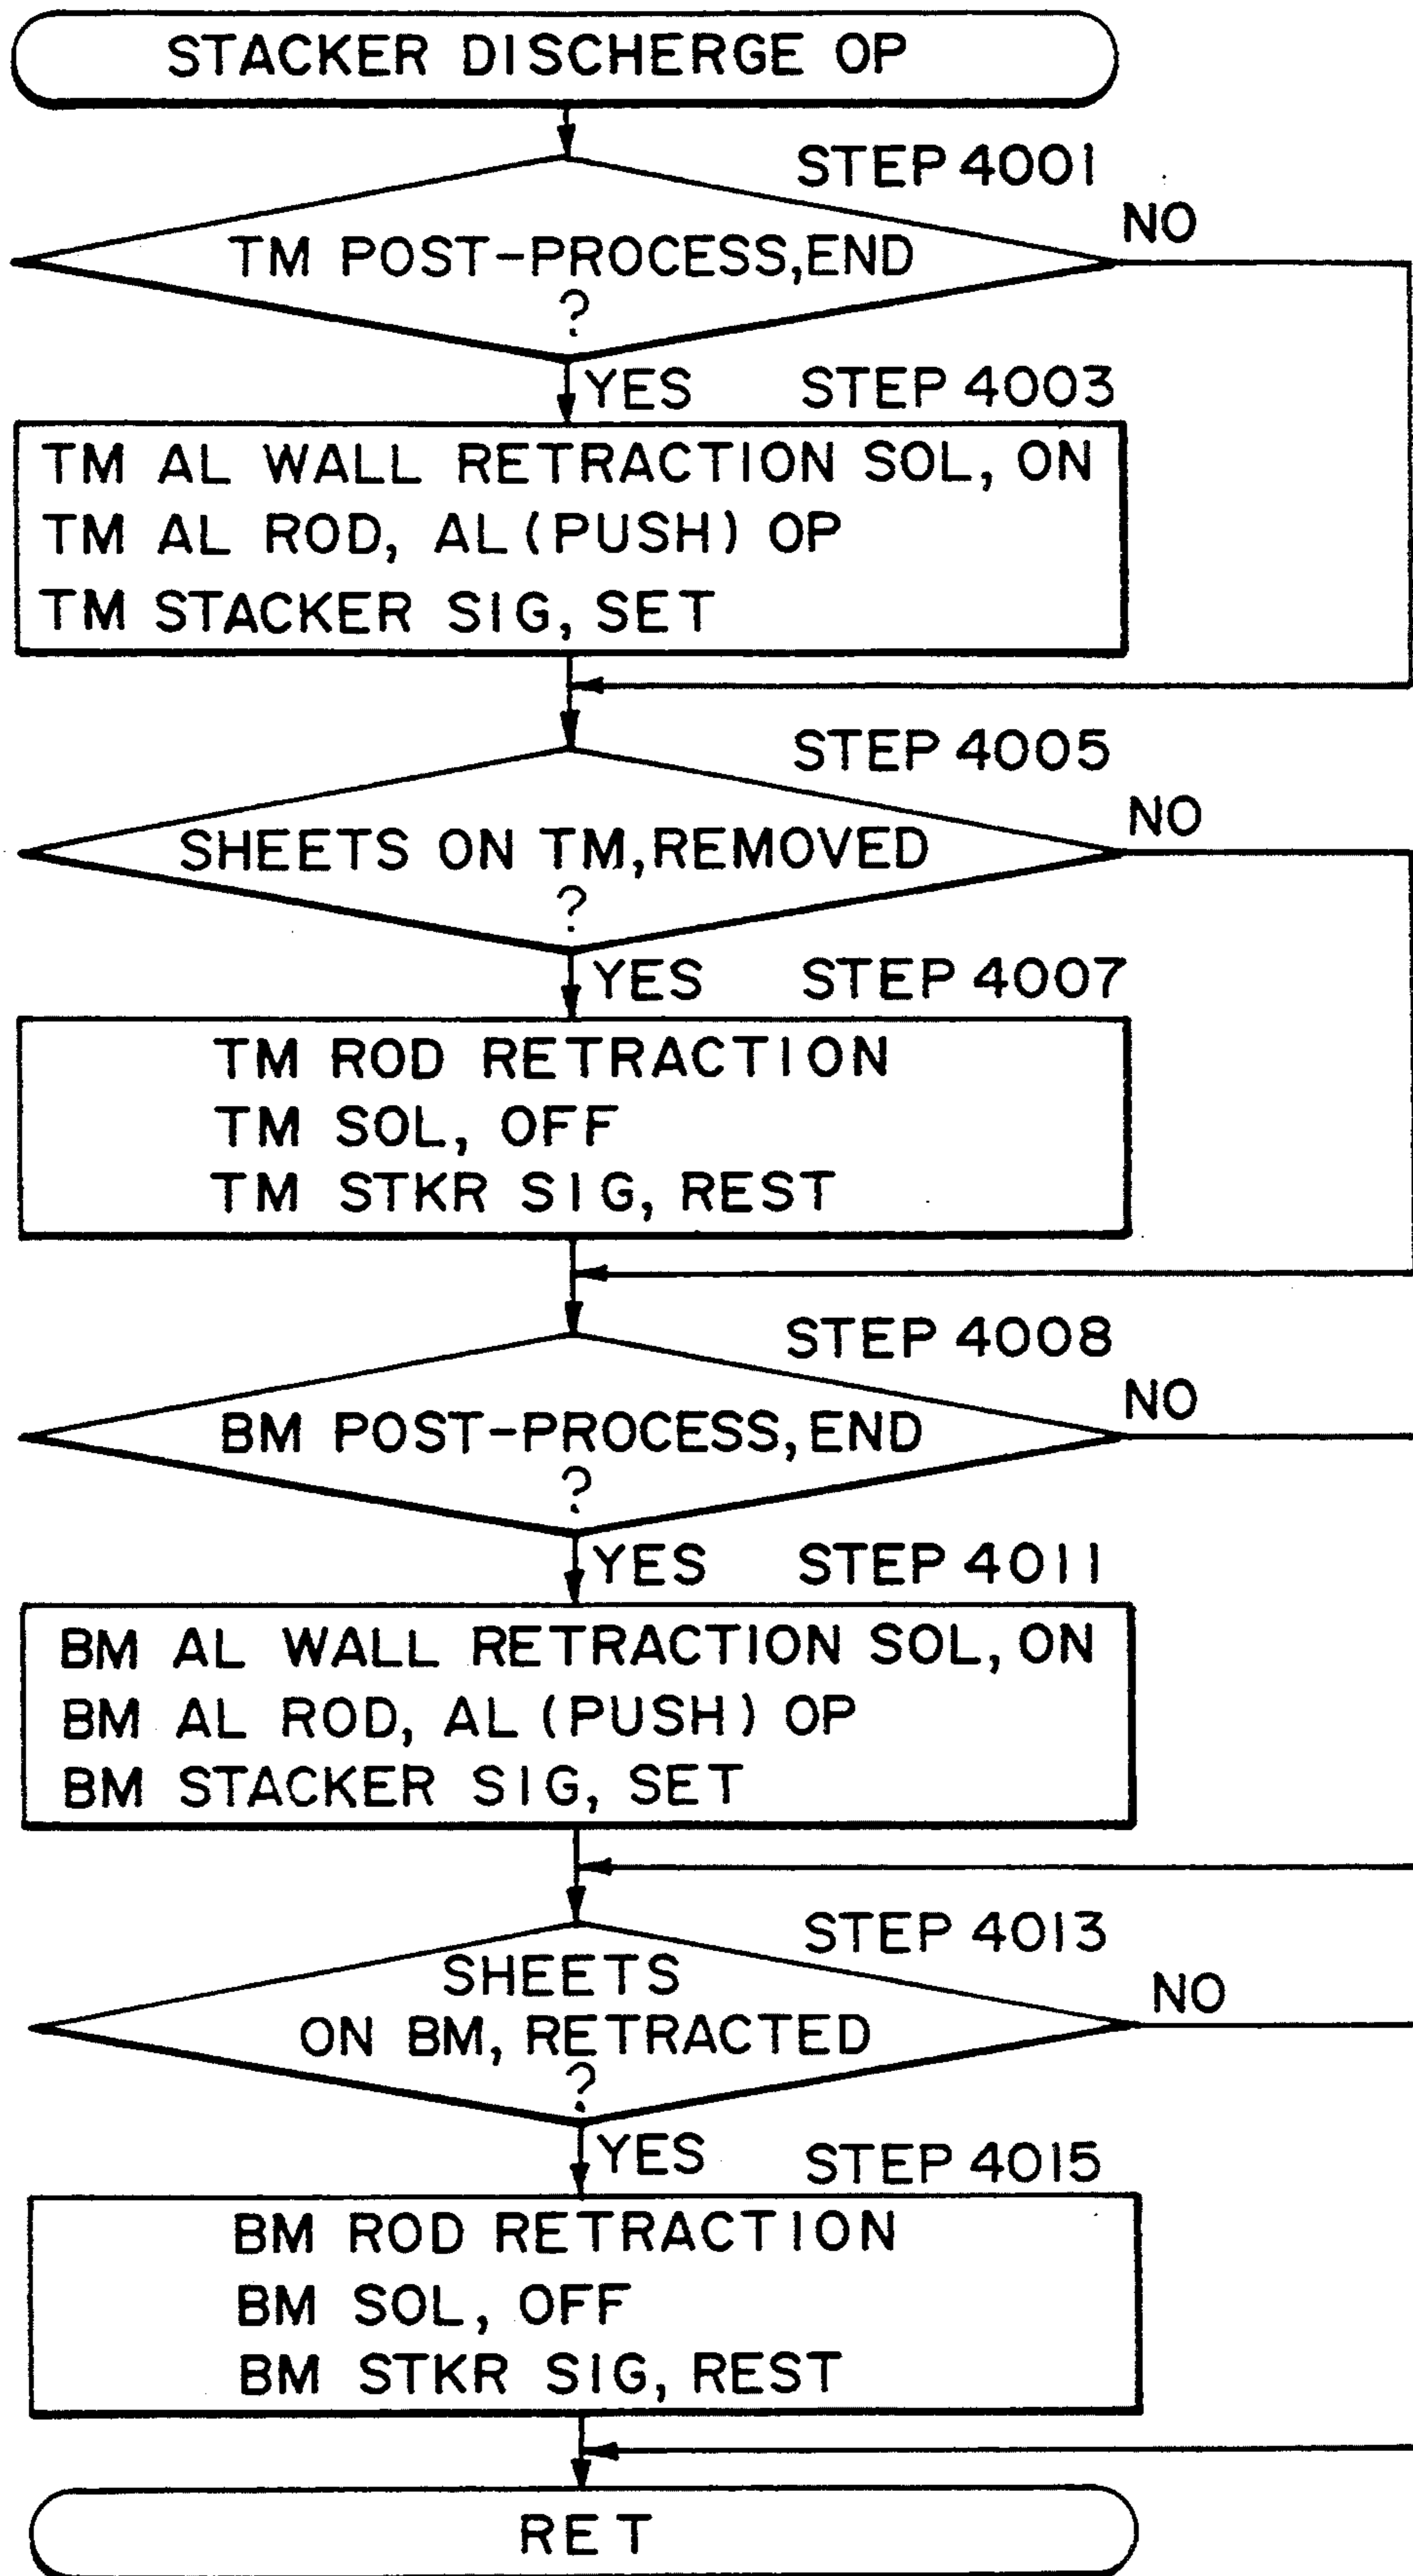 STACKER DISCHERGE OP
STEP 4001
NO
TM POST-PROCESS, END
?
YES
STEP 4003
TM AL WALL RETRACTION SOL, ON
TM AL ROD, AL (PUSH) OP
TM STACKER SIG, SET
STEP 4005
NO
SHEETS ON TM, REMOVED
?
YES
STEP 4007
TM ROD RETRACTION
TM SOL, OFF
TM STKR SIG, REST
STEP 4008
NO
BM POST-PROCESS, END
?
YES
STEP 4011
BM AL WALL RETRACTION SOL, ON
BM AL ROD, AL (PUSH) OP
BM STACKER SIG, SET
STEP 4013
SHEETS
NO
ON BM, RETRACTED
?
YES
STEP 4015
BM ROD RETRACTION
BM SOL, OFF
BM STKR SIG, REST
RET